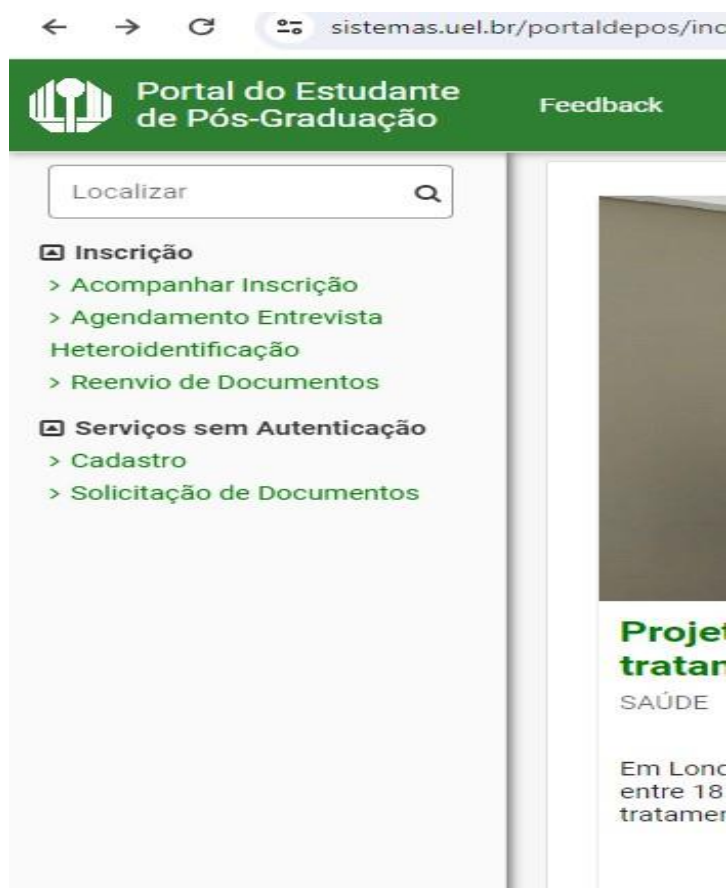 sistemas.uel.br/portaldepos/inc
Portal do Estudante
de Pós-Graduação
Feedback
Localizar
Inscrição
> Acompanhar Inscrição
> Agendamento Entrevista
Heteroidentificação
> Reenvio de Documentos
Serviços sem Autenticação
> Cadastro
> Solicitação de Documentos
Projet
tratan
SAÚDE
Em Lond
entre 18
tratamer